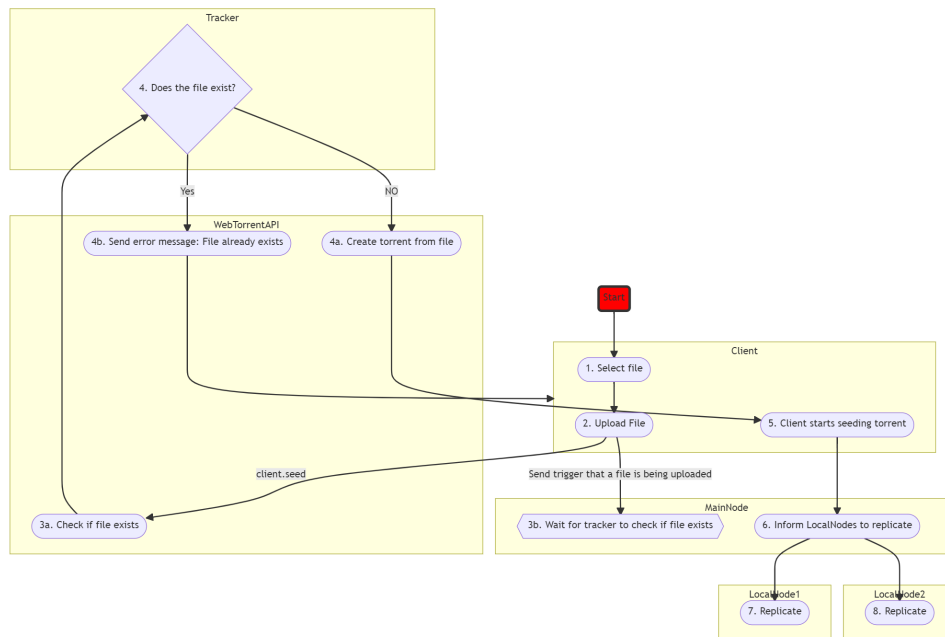 Tracker
4. Does the file exist?
Yes
NO
WebTorrentAPI
4b. Send error message: File already exists
4a. Create torrent from file
Start
Client
1. Select file
2. Upload File
5. Client starts seeding torrent
client.seed
Send trigger that a file is being uploaded
MainNode
3a. Check if file exists
3b. Wait for tracker to check if file exists
6. Inform LocalNodes to replicate
LocalNode1
LocalNode2
7. Replicate
8. Replicate